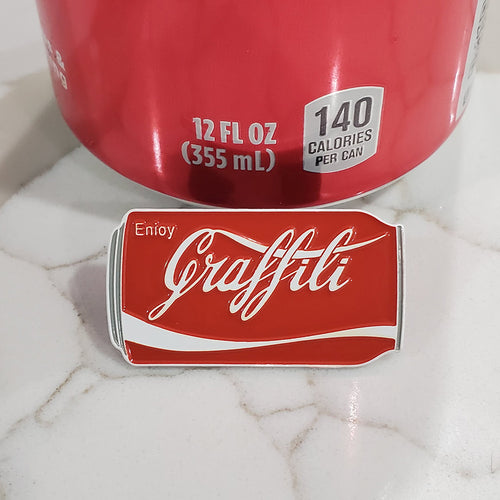 12 FL OZ
(355 mL)
140
CALORIES
PER CAN
Enjoy
Graffiti